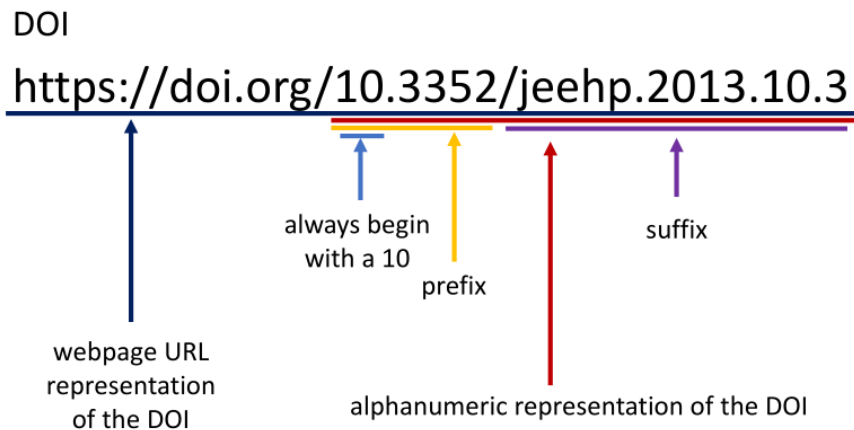 DOI
https://doi.org/10.3352/jeehp.2013.10.3
always begin
with a 10
prefix
suffix
webpage URL
representation
of the DOI
alphanumeric representation of the DOI